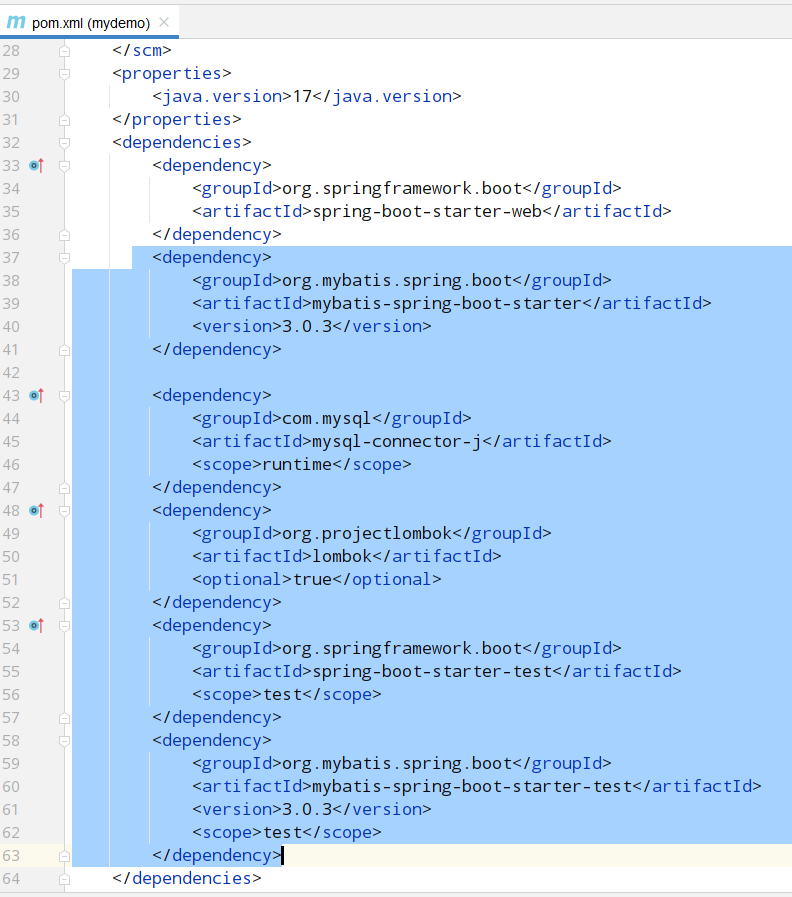 m pom.xml (mydemo) ×
28 </scm>
29 <properties>
30 <java.version>17</java.version>
31 </properties>
32 <dependencies>
33 <dependency>
34 <groupId>org.springframework.boot</groupId>
35 <artifactId>spring-boot-starter-web</artifactId>
36 </dependency>
37 <dependency>
38 <groupId>org.mybatis.spring.boot</groupId>
39 <artifactId>mybatis-spring-boot-starter</artifactId>
40 <version>3.0.3</version>
41 </dependency>
42
43 <dependency>
44 <groupId>com.mysql</groupId>
45 <artifactId>mysql-connector-j</artifactId>
46 <scope>runtime</scope>
47 </dependency>
48 <dependency>
49 <groupId>org.projectlombok</groupId>
50 <artifactId>lombok</artifactId>
51 <optional>true</optional>
52 </dependency>
53 <dependency>
54 <groupId>org.springframework.boot</groupId>
55 <artifactId>spring-boot-starter-test</artifactId>
56 <scope>test</scope>
57 </dependency>
58 <dependency>
59 <groupId>org.mybatis.spring.boot</groupId>
60 <artifactId>mybatis-spring-boot-starter-test</artifactId>
61 <version>3.0.3</version>
62 <scope>test</scope>
63 </dependency>
64 </dependencies>